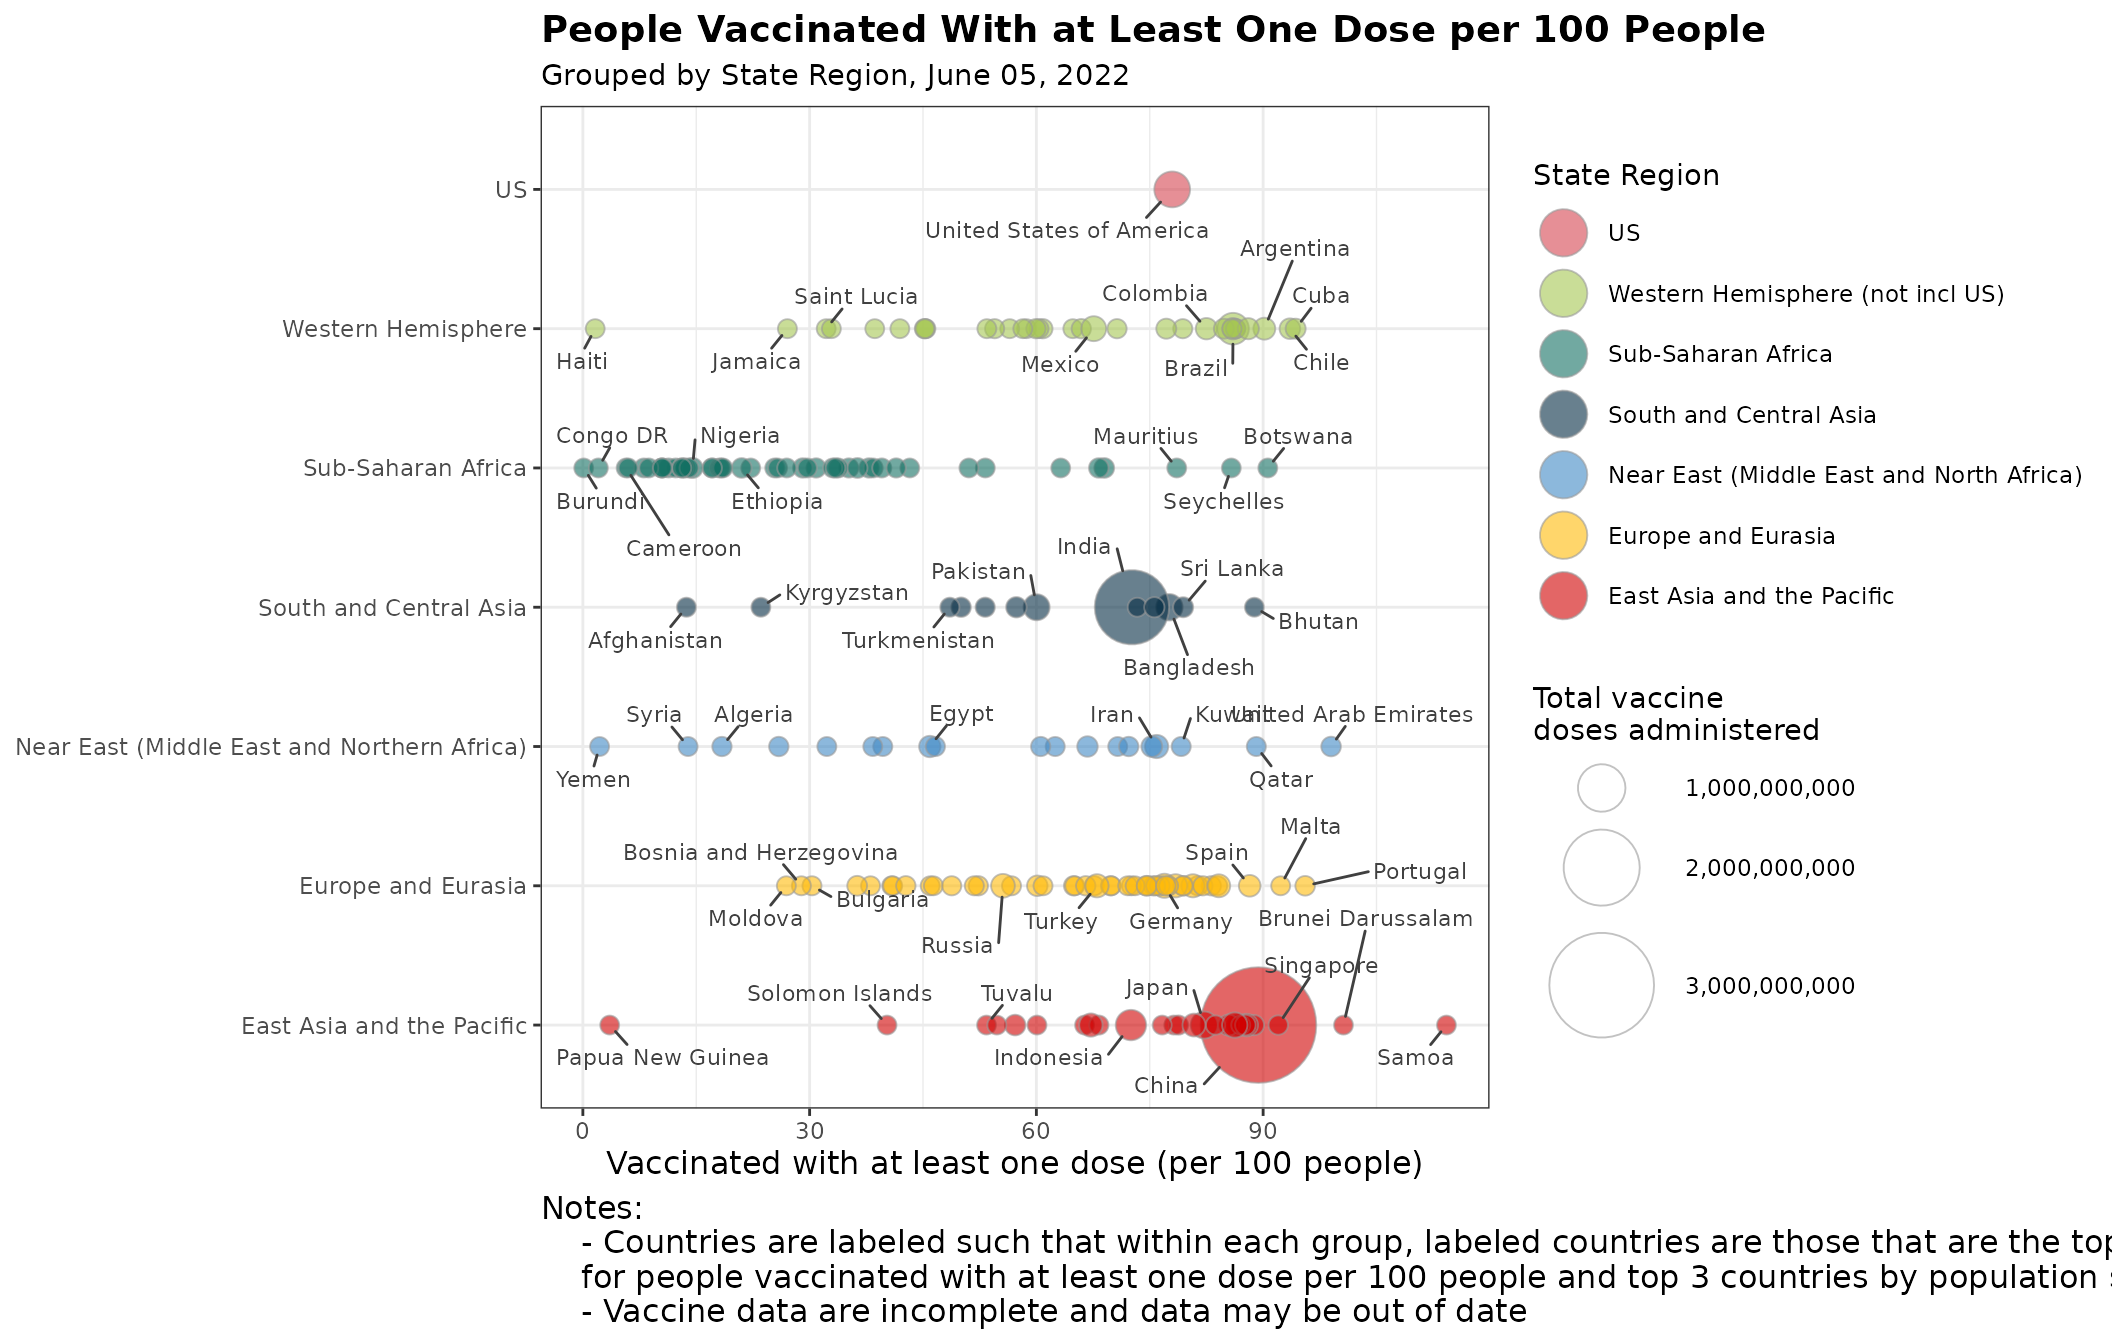 People Vaccinated With at Least One Dose per 100 People
Grouped by State Region, June 05, 2022
US
United States of America
Argentina
Saint Lucia
Colombia
Cuba
Western Hemisphere
Haiti
Jamaica
Mexico
Brazil
Chile
Congo DR
Nigeria
Mauritius
Botswana
Sub-Saharan Africa
Burundi
Ethiopia
Seychelles
Cameroon
India
Pakistan
Sri Lanka
Kyrgyzstan
South and Central Asia
Bhutan
Afghanistan
Turkmenistan
Bangladesh
Syria
Algeria
Egypt
Iran
Kuwait
United Arab Emirates
Near East (Middle East and Northern Africa)
Yemen
Qatar
Malta
Bosnia and Herzegovina
Spain
Portugal
Europe and Eurasia
Bulgaria
Moldova
Turkey
Germany
Russia
Brunei Darussalam
Singapore
Japan
Solomon Islands
Tuvalu
East Asia and the Pacific
Papua New Guinea
Indonesia
Samoa
China
0
30
60
90
Vaccinated with at least one dose (per 100 people)
State Region
US
Western Hemisphere (not incl US)
Sub-Saharan Africa
South and Central Asia
Near East (Middle East and North Africa)
Europe and Eurasia
East Asia and the Pacific
Total vaccine
doses administered
1,000,000,000
2,000,000,000
3,000,000,000
Notes:
- Countries are labeled such that within each group, labeled countries are those that are the top
for people vaccinated with at least one dose per 100 people and top 3 countries by population
- Vaccine data are incomplete and data may be out of date